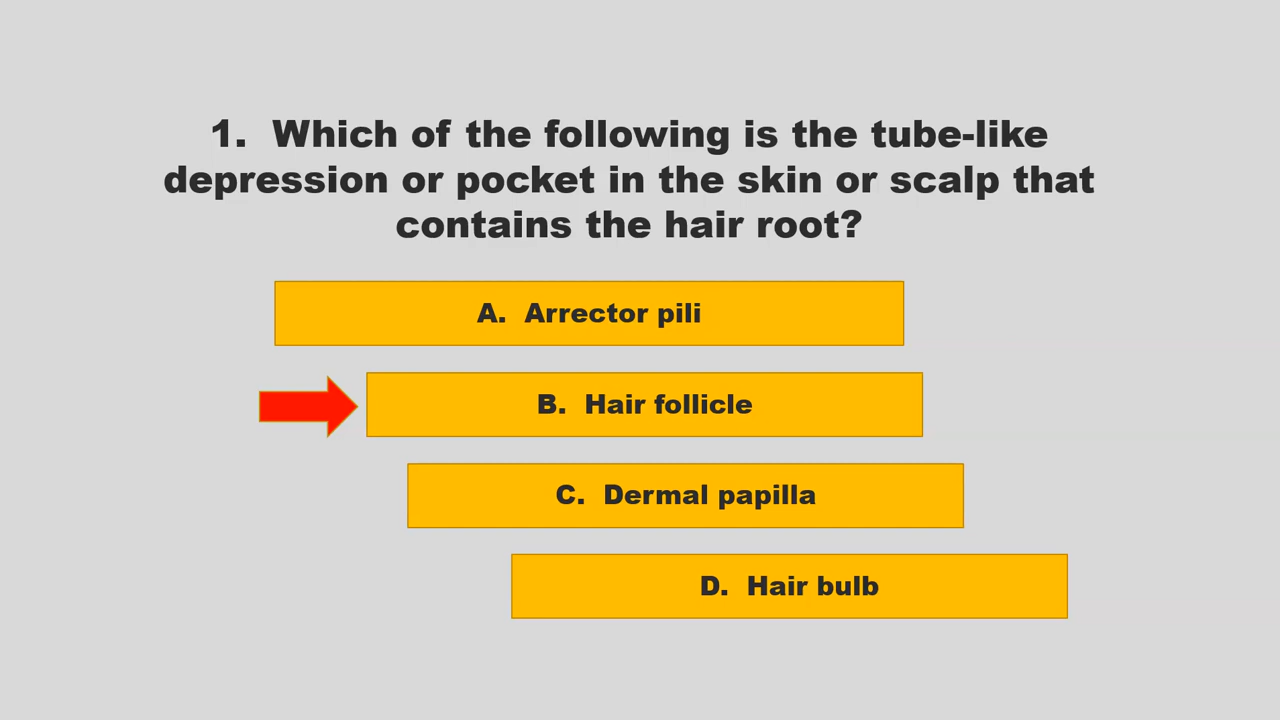 1.  Which of the following is the tube-like
depression or pocket in the skin or scalp that
contains the hair root?
A.  Arrector pili
B.  Hair follicle
C.  Dermal papilla
D.  Hair bulb